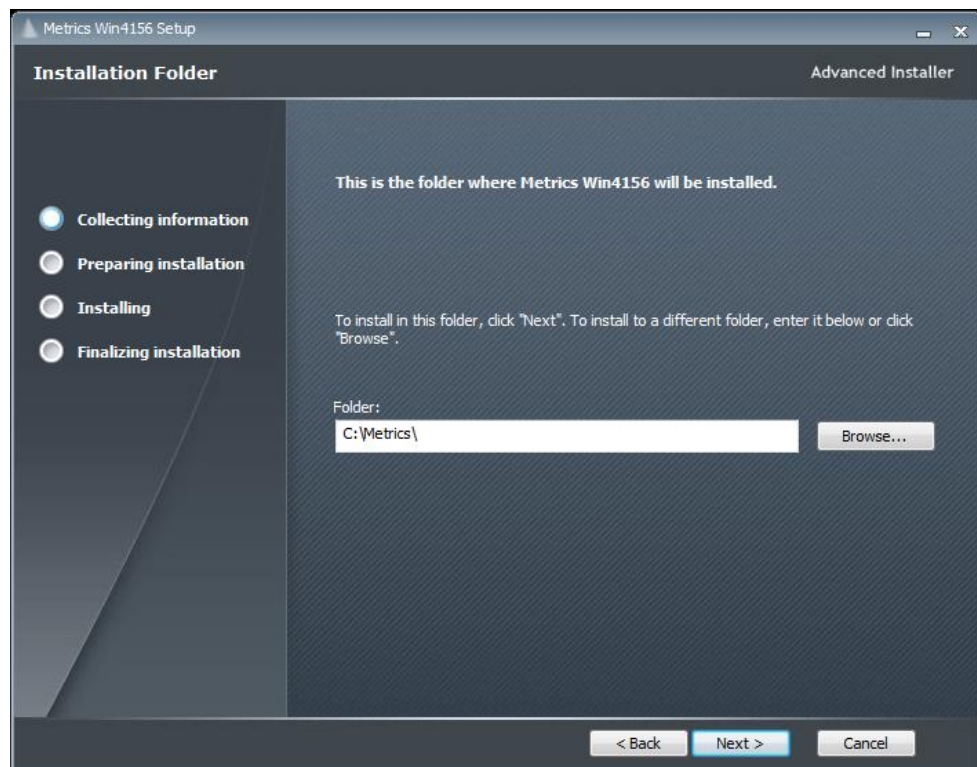 Metrics Win4156 Setup
Installation Folder
Advanced Installer
This is the folder where Metrics Win4156 will be installed.
Collecting information
Preparing installation
Installing
Finalizing installation
To install in this folder, click "Next". To install to a different folder, enter it below or click
"Browse".
Folder:
C:\Metrics\
Browse...
< Back
Next >
Cancel